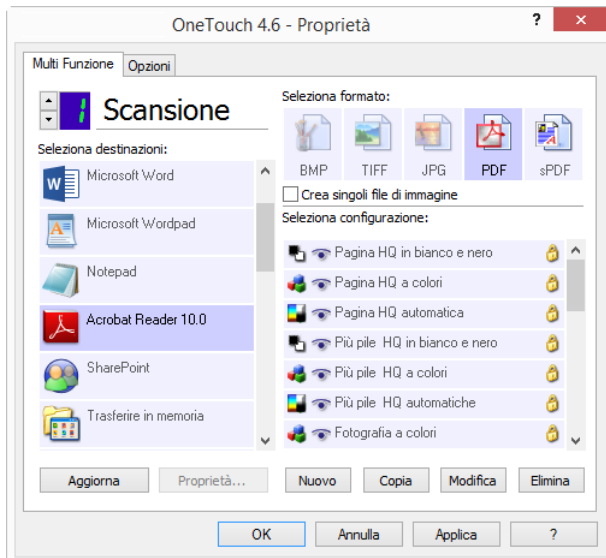 OneTouch 4.6 - Proprietà
?
×
Multi Funzione
Opzioni
1
Scansione
Seleziona destinazioni:
Microsoft Word
Microsoft Wordpad
Notepad
Acrobat Reader 10.0
SharePoint
Trasferire in memoria
Seleziona formato:
BMP
TIFF
JPG
PDF
sPDF
Crea singoli file di immagine
Seleziona configurazione:
Pagina HQ in bianco e nero
Pagina HQ a colori
Pagina HQ automatica
Più pile HQ in bianco e nero
Più pile HQ a colori
Più pile HQ automatiche
Fotografia a colori
Aggiorna
Proprietà...
Nuovo
Copia
Modifica
Elimina
OK
Annulla
Applica
?